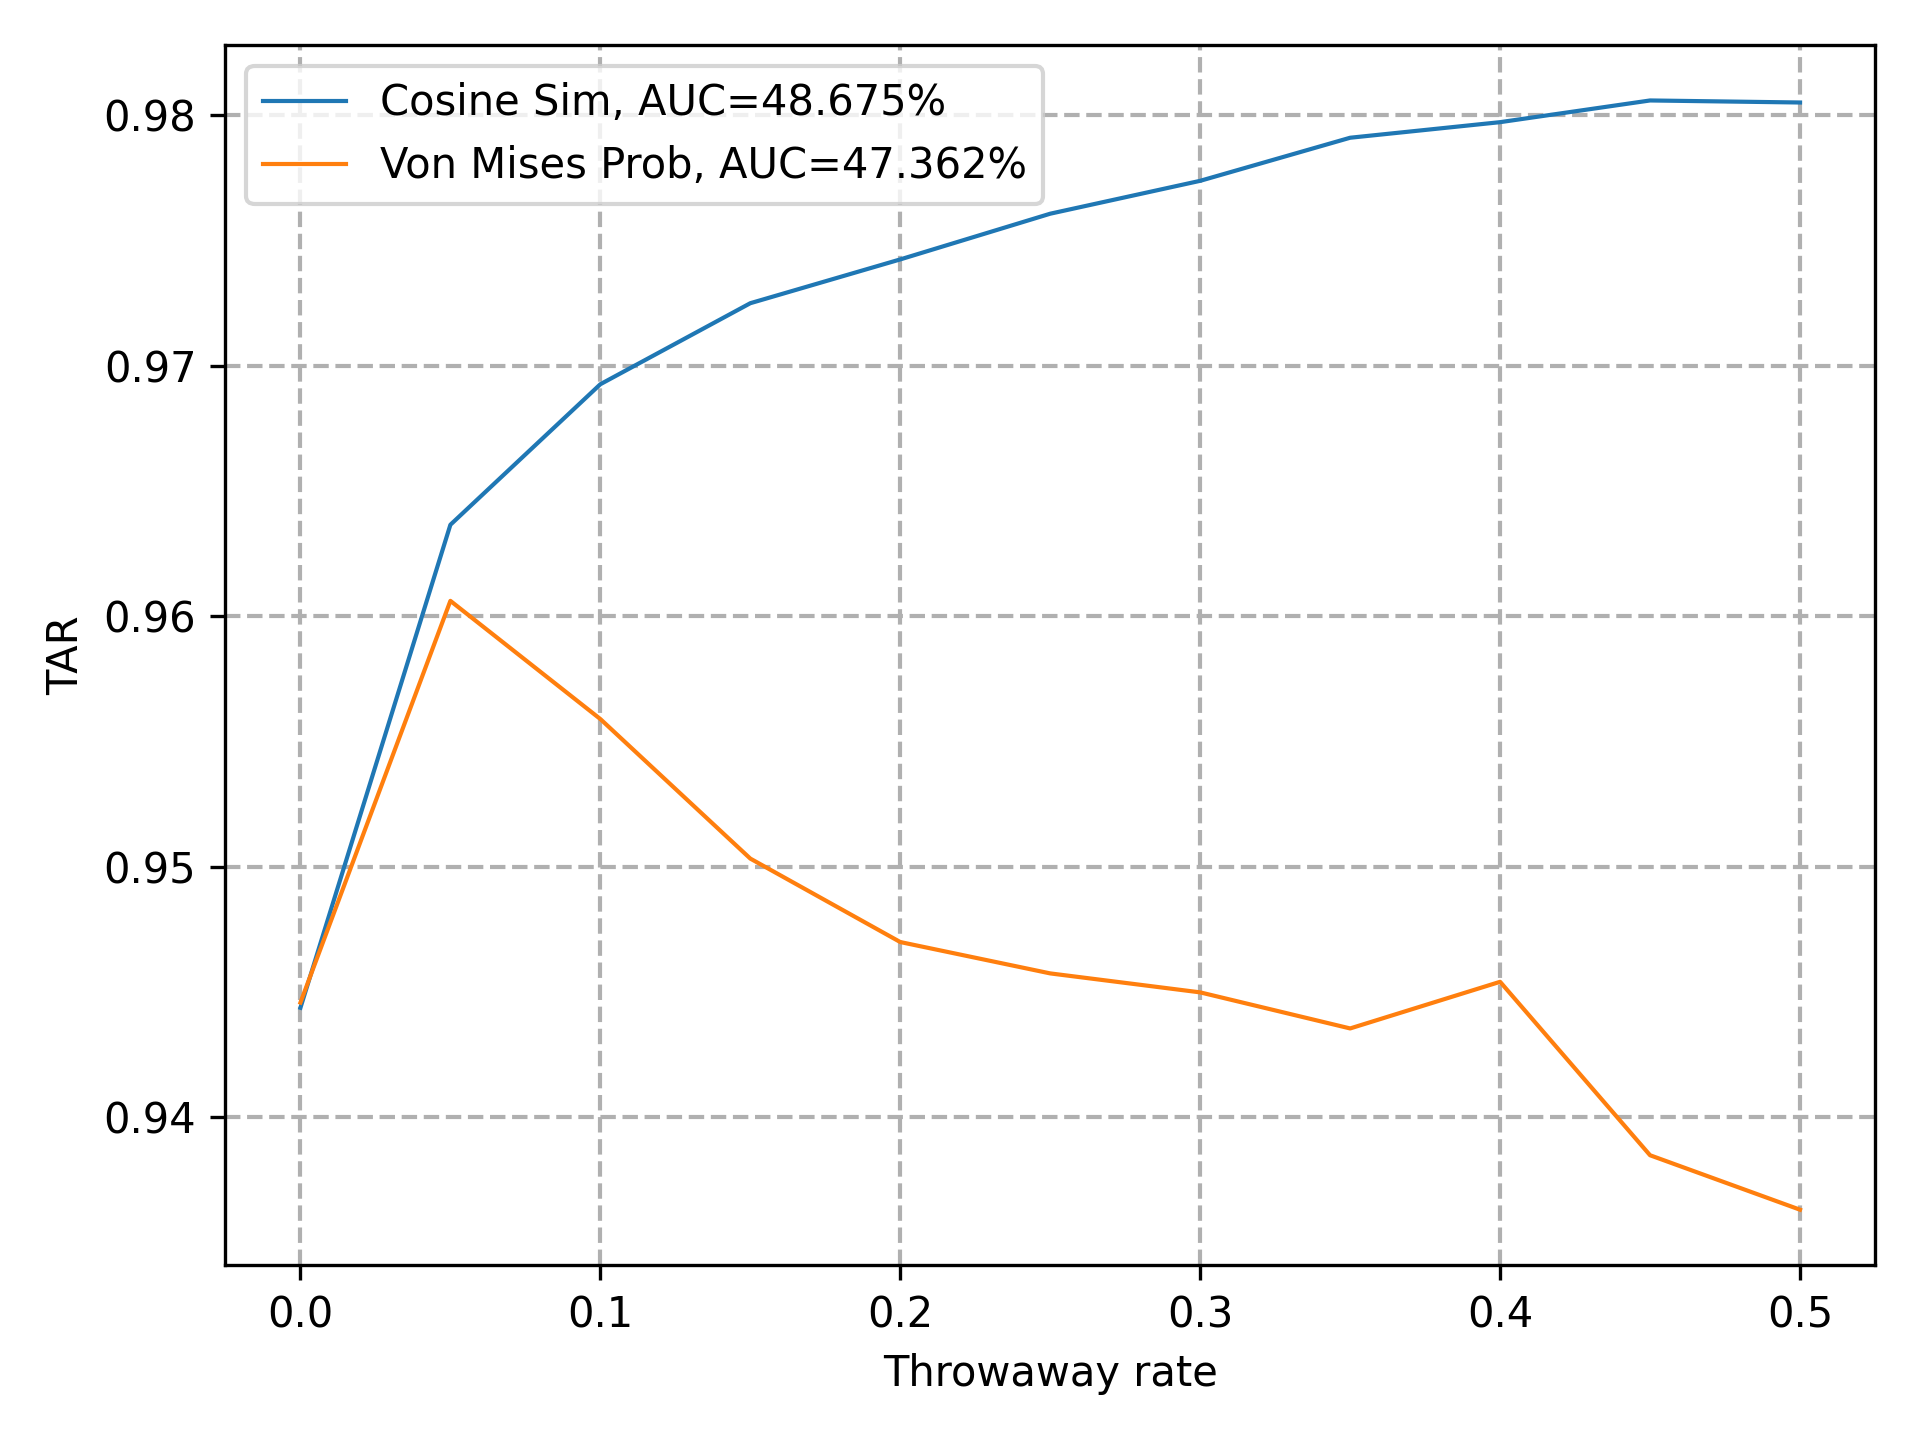 Cosine Sim, AUC=48.675%
Von Mises Prob, AUC=47.362%
0.98
0.97
0.96
0.95
0.94
TAR
0.0 0.1 0.2 0.3 0.4 0.5
Throwaway rate